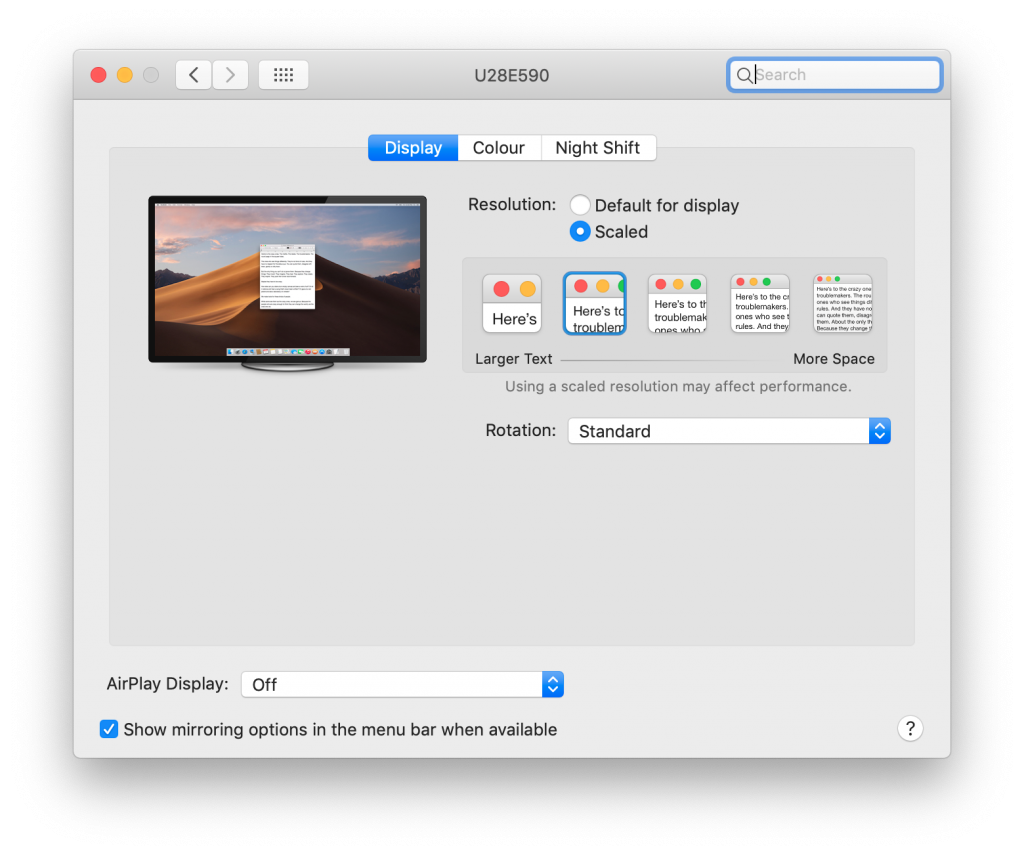 U28E590
Search
Display Colour Night Shift
Resolution: Default for display
Scaled
Here's
Here's to
troublem
Here's to th
troublemak
ones who
Here's to the cr
troublemakers.
ones who see t
rules. And they
Here's to the crazy one
troublemakers. The rou
ones who see things dif
rules. And they have no
can quote them, disagr
them. About the only th
Because they change t
Larger Text More Space
Using a scaled resolution may affect performance.
Rotation: Standard
AirPlay Display: Off
Show mirroring options in the menu bar when available
?